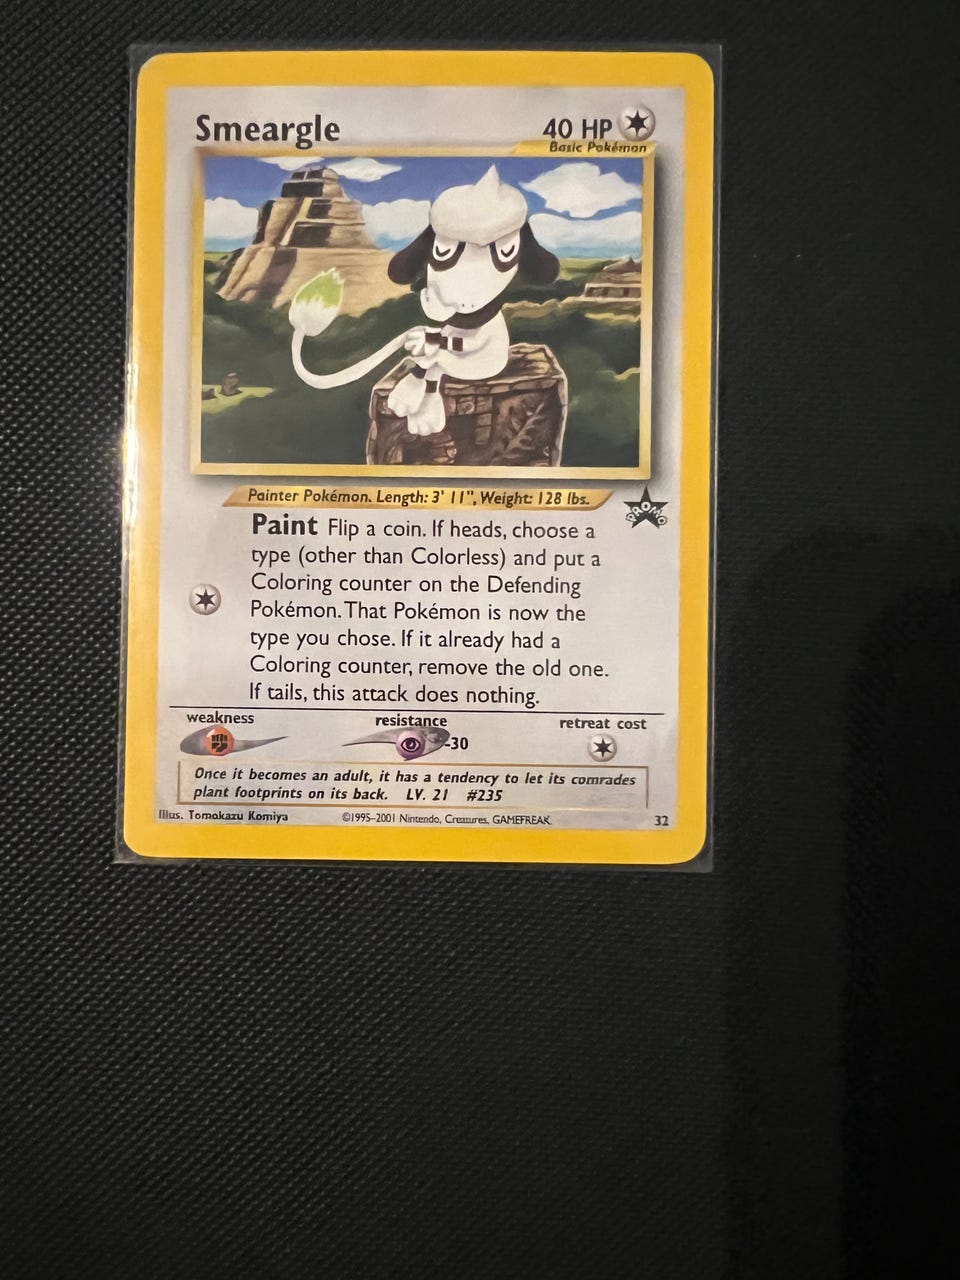 Smeargle
40 HP
Basic Pokémon
Painter Pokémon. Length: 3' 11", Weight: 128 lbs.
PROMO
Paint Flip a coin. If heads, choose a
type (other than Colorless) and put a
Coloring counter on the Defending
Pokémon. That Pokémon is now the
type you chose. If it already had a
Coloring counter, remove the old one.
If tails, this attack does nothing.
weakness
resistance
retreat cost
-30
Once it becomes an adult, it has a tendency to let its comrades
plant footprints on its back. LV. 21 #235
Illus. Tomokazu Komiya
©1995-2001 Nintendo, Creatures, GAMEFREAK.
32